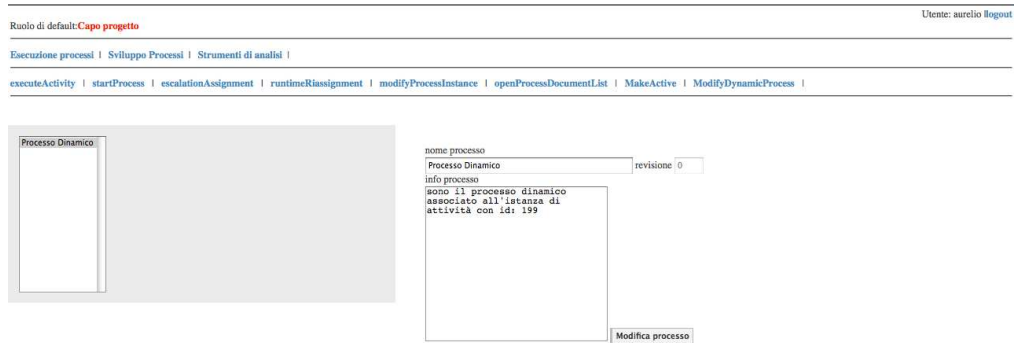 Utente: aurelio ||logout
Ruolo di default:Capo progetto
Esecuzione processi | Sviluppo Processi | Strumenti di analisi |
executeActivity | startProcess | escalationAssignment | runtimeRiassignment | modifyProcessInstance | openProcessDocumentList | MakeActive | ModifyDynamicProcess |
Processo Dinamico
nome processo
Processo Dinamico revisione 0
info processo
sono il processo dinamico
associato all'istanza di
attività con id: 199
Modifica processo